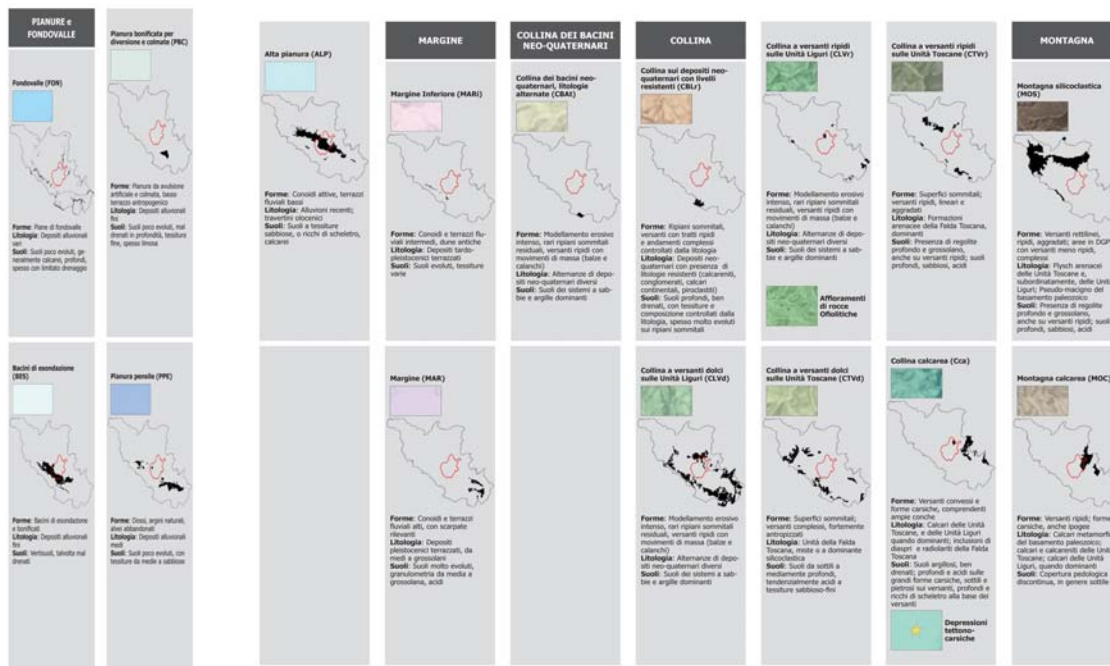 PIANURE e
FONDOVALLE
Fondovalle (FON)
Forme: Piane di fondovalle
Litologia: Depositi alluvionali
vari
Suoli: Suoli poco evoluti, ge-
neralmente calcarei, profondi,
spesso con limitato drenaggio
Pianura bonificata per
diversione e colmate (PBC)
Forme: Pianura da avulsione
artificiale e colmata, basso
terrazzo antropogenico
Litologia: Depositi alluvionali
fini
Suoli: Suoli poco evoluti, mal
drenati in profondità, tessiture
fine, spesso limosa
Alta pianura (ALP)
Forme: Conoidi attive, terrazzi
fluviali bassi
Litologia: Alluvioni recenti;
travertini olocenici
Suoli: Suoli a tessiture
sabbiose, o ricchi di scheletro,
calcarei
MARGINE
Margine Inferiore (MARi)
Forme: Conoidi e terrazzi flu-
viali intermedi, dune antiche
Litologia: Depositi tardo-
pleistocenici terrazzati
Suoli: Suoli evoluti, tessiture
varie
COLLINA DEI BACINI
NEO-QUATERNARI
Collina dei bacini neo-
quaternari, litologie
alternate (CBAt)
Forme: Modellamento erosivo
intenso, rari ripiani sommitali
residuali, versanti ripidi con
movimenti di massa (balze e
calanchi)
Litologia: Alternanze di depo-
siti neo-quaternari diversi
Suoli: Suoli dei sistemi a sab-
bie e argille dominanti
COLLINA
Collina sui depositi neo-
quaternari con livelli
resistenti (CBLr)
Forme: Ripiani sommitali,
versanti con tratti ripidi
e andamenti complessi
controllati dalla litologia
Litologia: Depositi neo-
quaternari con presenza di
litologie resistenti (calcareniti,
conglomerati, calcari
continentali, piroclastiti)
Suoli: Suoli profondi, ben
drenati, con tessiture e
composizione controllati dalla
litologia, spesso molto evoluti
sui ripiani sommitali
Collina a versanti ripidi
sulle Unità Liguri (CLVr)
Forme: Modellamento erosivo
intenso, rari ripiani sommitali
residuali, versanti ripidi con
movimenti di massa (balze e
calanchi)
Litologia: Alternanze di depo-
siti neo-quaternari diversi
Suoli: Suoli dei sistemi a sab-
bie e argille dominanti
Affioramenti
di rocce
Ofiolitiche
Collina a versanti ripidi
sulle Unità Toscane (CTVr)
Forme: Superfici sommitali;
versanti ripidi, lineari e
aggradati
Litologia: Formazioni
arenacee della Falda Toscana,
dominanti
Suoli: Presenza di regolite
profondo e grossolano,
anche su versanti ripidi; suoli
profondi, sabbiosi, acidi
MONTAGNA
Montagna silicoclastica
(MOS)
Forme: Versanti rettilinei,
ripidi, aggradati; aree in DGPV
con versanti meno ripidi,
complessi
Litologia: Flysch arenacei
delle Unità Toscane e,
subordinatamente, delle Unità
Liguri; Pseudo-macigno del
basamento paleozoico
Suoli: Presenza di regolite
profondo e grossolano,
anche su versanti ripidi; suoli
profondi, sabbiosi, acidi
Bacini di esondazione
(BES)
Forme: Bacini di esondazione
e bonificati
Litologia: Depositi alluvionali
fini
Suoli: Vertisuoli, talvolta mal
drenati
Pianura pensile (PPE)
Forme: Dossi, argini naturali,
alvei abbandonati
Litologia: Depositi alluvionali
medi
Suoli: Suoli poco evoluti, con
tessiture da medie a sabbiose
Margine (MAR)
Forme: Conoidi e terrazzi
fluviali alti, con scarpate
rilevanti
Litologia: Depositi
pleistocenici terrazzati, da
medi a grossolani
Suoli: Suoli molto evoluti,
granulometria da media a
grossolana, acidi
Collina a versanti dolci
sulle Unità Liguri (CLVd)
Forme: Modellamento erosivo
intenso, rari ripiani sommitali
residuali, versanti ripidi con
movimenti di massa (balze e
calanchi)
Litologia: Alternanze di depo-
siti neo-quaternari diversi
Suoli: Suoli dei sistemi a sab-
bie e argille dominanti
Collina a versanti dolci
sulle Unità Toscane (CTVd)
Forme: Superfici sommitali;
versanti complessi, fortemente
antropizzati
Litologia: Unità della Falda
Toscana, miste o a dominante
silicoclastica
Suoli: Suoli da sottili a
mediamente profondi,
tendenzialmente acidi a
tessiture sabbioso-fini
Collina calcarea (Cca)
Forme: Versanti convessi e
forme carsiche, comprendenti
ampie conche
Litologia: Calcari delle Unità
Toscane, e delle Unità Liguri
quando dominanti; inclusioni di
diaspri e radiolariti della Falda
Toscana
Suoli: Suoli argillosi, ben
drenati; profondi e acidi sulle
grandi forme carsiche, sottili e
pietrosi sui versanti, profondi e
ricchi di scheletro alla base dei
versanti
Depressioni
tettono-
carsiche
Montagna calcarea (MOC)
Forme: Versanti ripidi; forme
carsiche, anche ipogee
Litologia: Calcari metamorfici
del basamento paleozoico;
calcari e calcareniti delle Unità
Toscane; calcari delle Unità
Liguri, quando dominanti
Suoli: Copertura pedologica
discontinua, in genere sottile